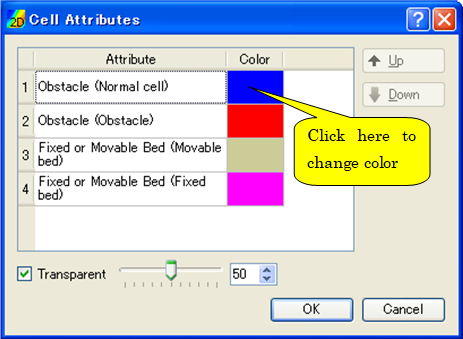 2D Cell Attributes
Attribute Color
1 Obstacle (Normal cell)
2 Obstacle (Obstacle)
3 Fixed or Movable Bed (Movable
bed)
4 Fixed or Movable Bed (Fixed
bed)
Up
Down
Click here to
change color
Transparent 50
OK Cancel